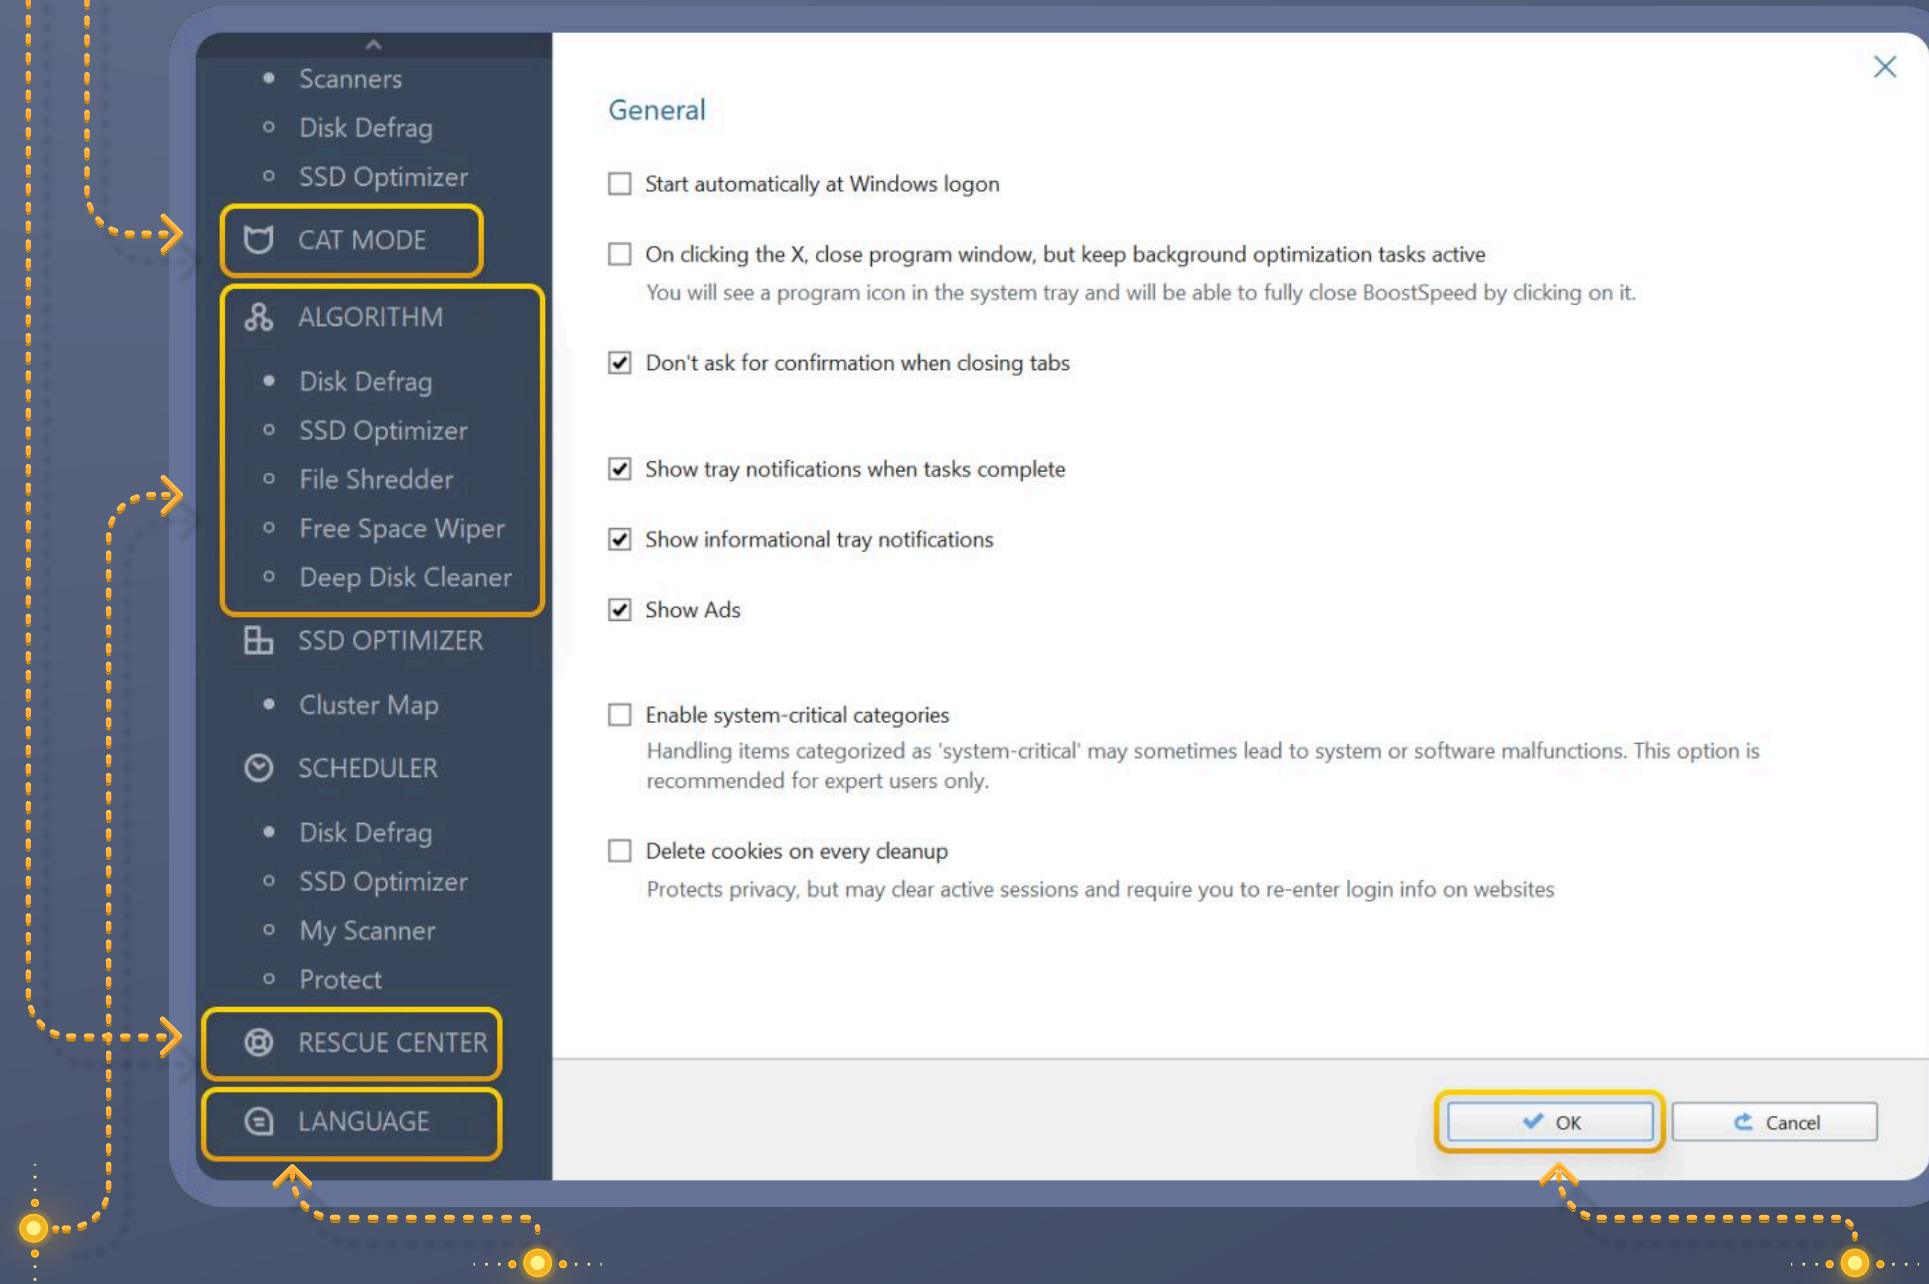 Scanners
Disk Defrag
SSD Optimizer
CAT MODE
ALGORITHM
Disk Defrag
SSD Optimizer
File Shredder
Free Space Wiper
Deep Disk Cleaner
SSD OPTIMIZER
Cluster Map
SCHEDULER
Disk Defrag
SSD Optimizer
My Scanner
Protect
RESCUE CENTER
LANGUAGE
General
Start automatically at Windows logon
On clicking the X, close program window, but keep background optimization tasks active
You will see a program icon in the system tray and will be able to fully close BoostSpeed by clicking on it.
Don't ask for confirmation when closing tabs
Show tray notifications when tasks complete
Show informational tray notifications
Show Ads
Enable system-critical categories
Handling items categorized as 'system-critical' may sometimes lead to system or software malfunctions. This option is
recommended for expert users only.
Delete cookies on every cleanup
Protects privacy, but may clear active sessions and require you to re-enter login info on websites
OK
Cancel